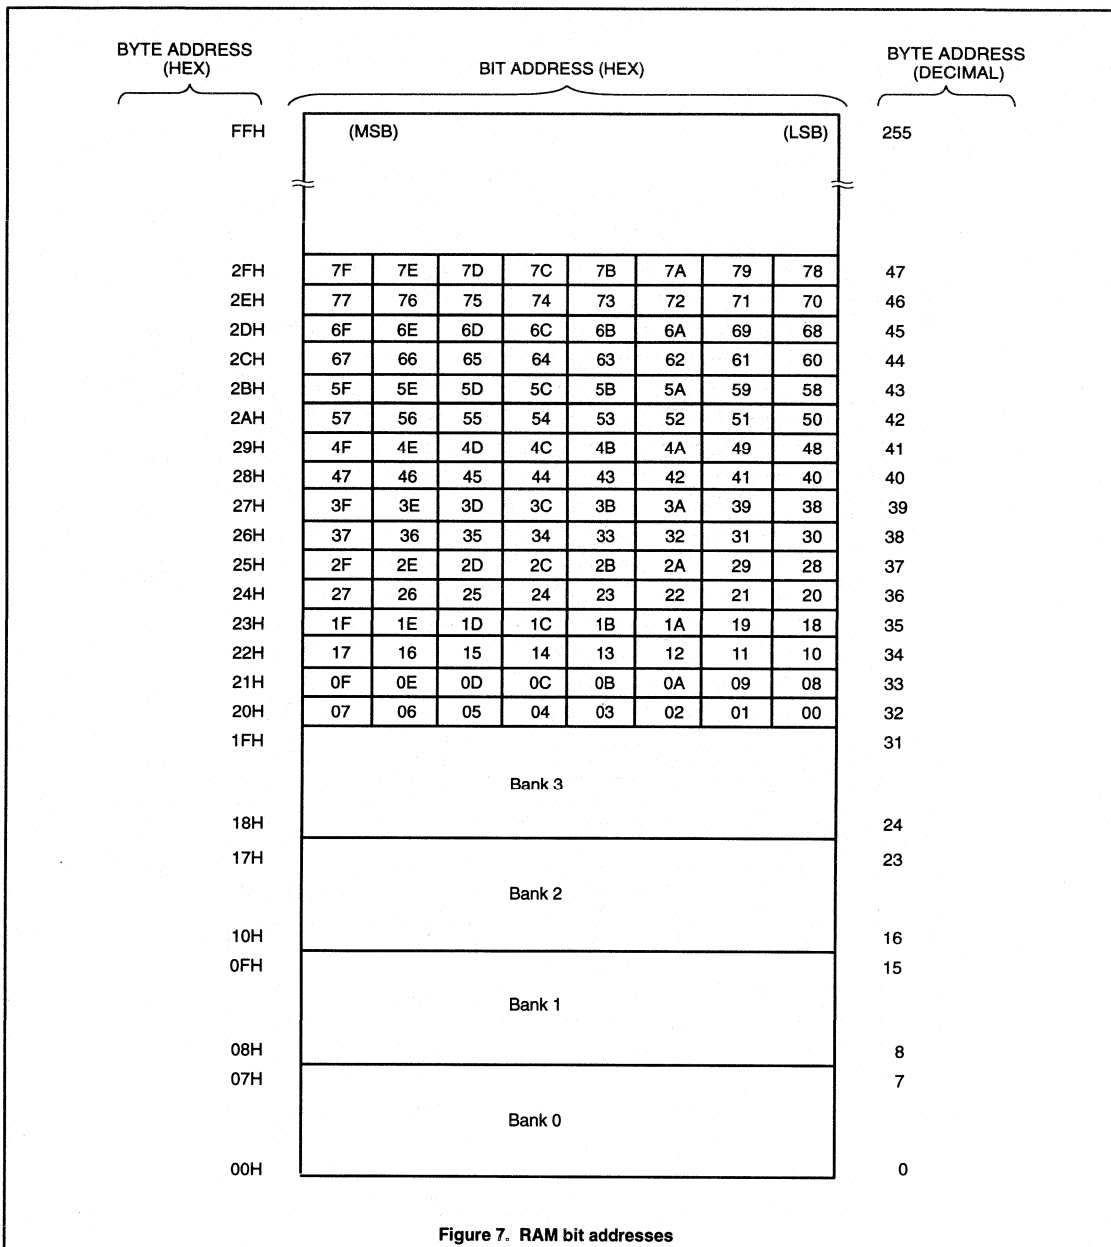 BYTE ADDRESS (HEX) BIT ADDRESS (HEX) BYTE ADDRESS (DECIMAL)
FFH (MSB) (LSB) 255
2FH 7F 7E 7D 7C 7B 7A 79 78 47
2EH 77 76 75 74 73 72 71 70 46
2DH 6F 6E 6D 6C 6B 6A 69 68 45
2CH 67 66 65 64 63 62 61 60 44
2BH 5F 5E 5D 5C 5B 5A 59 58 43
2AH 57 56 55 54 53 52 51 50 42
29H 4F 4E 4D 4C 4B 4A 49 48 41
28H 47 46 45 44 43 42 41 40 40
27H 3F 3E 3D 3C 3B 3A 39 38 39
26H 37 36 35 34 33 32 31 30 38
25H 2F 2E 2D 2C 2B 2A 29 28 37
24H 27 26 25 24 23 22 21 20 36
23H 1F 1E 1D 1C 1B 1A 19 18 35
22H 17 16 15 14 13 12 11 10 34
21H 0F 0E 0D 0C 0B 0A 09 08 33
20H 07 06 05 04 03 02 01 00 32
1FH 31
Bank 3
18H 24
17H 23
Bank 2
10H 16
0FH 15
Bank 1
08H 8
07H 7
Bank 0
00H 0
Figure 7. RAM bit addresses